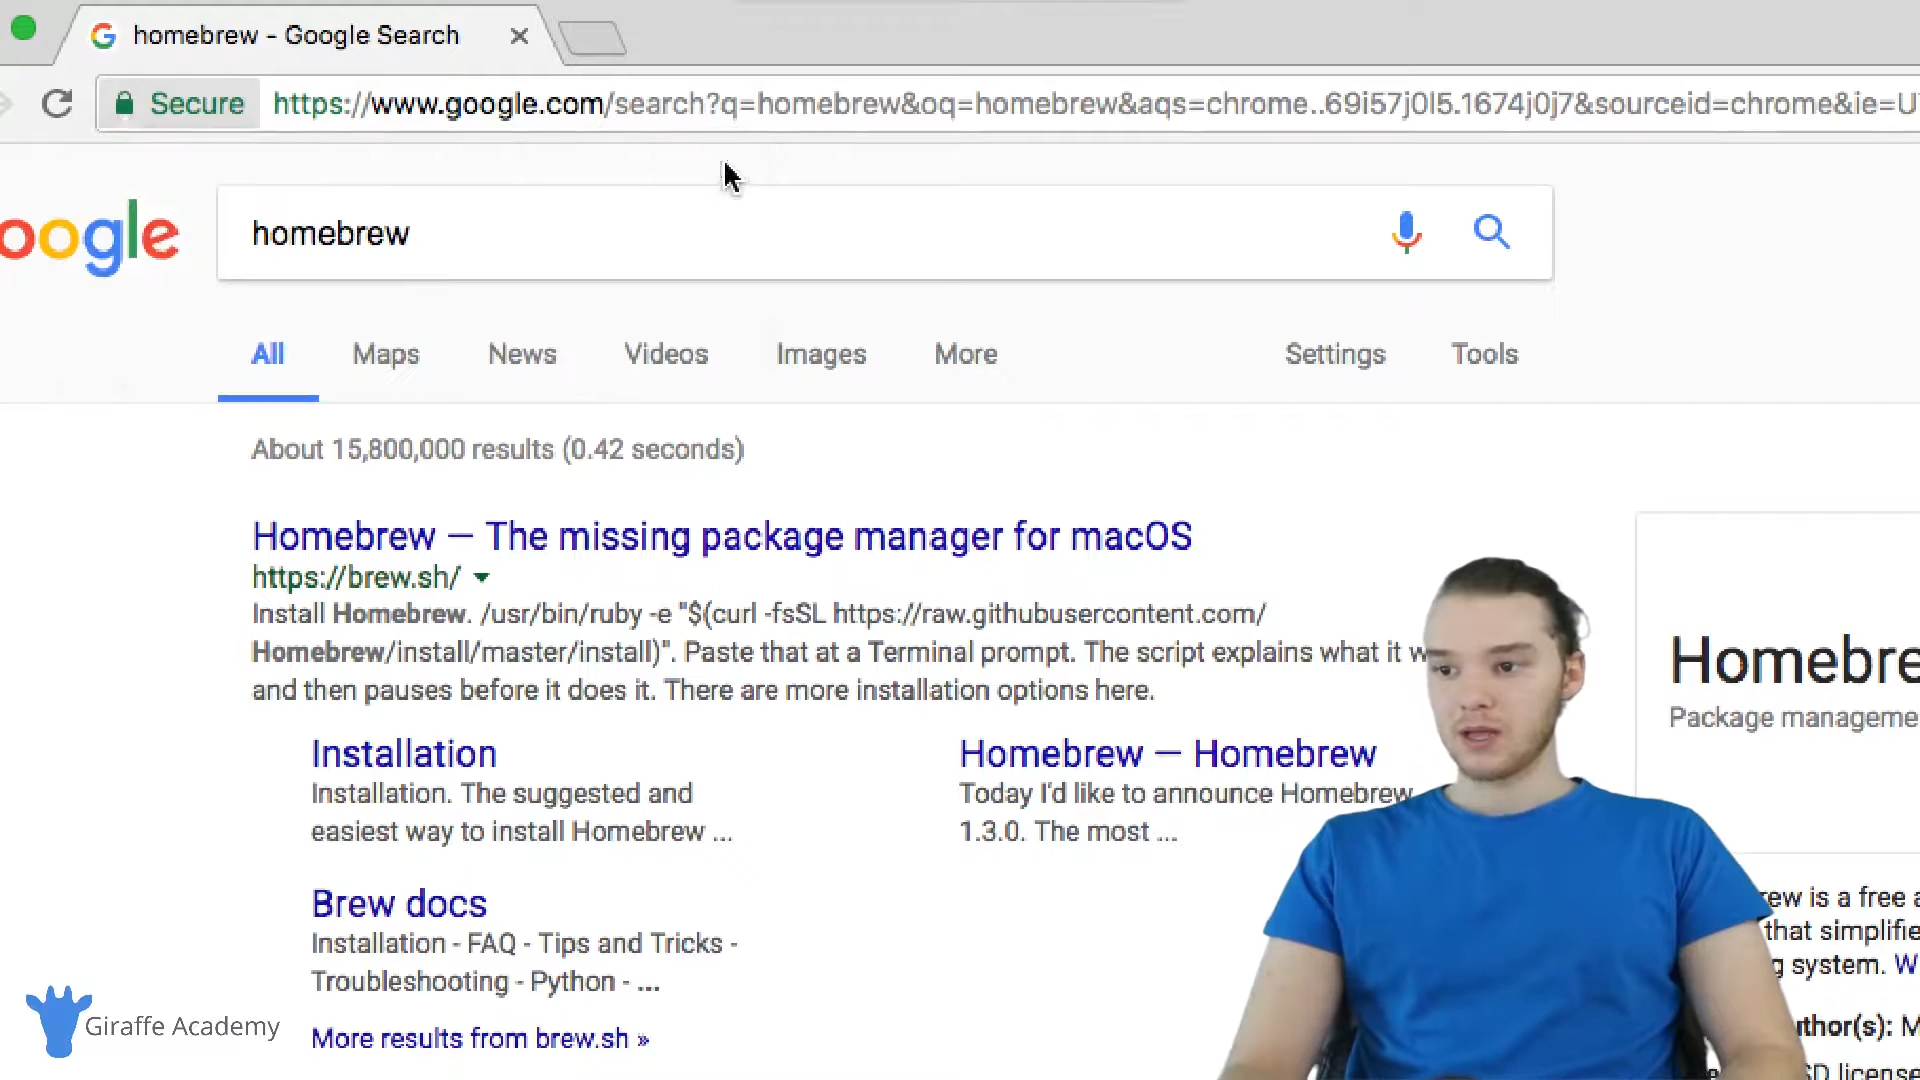 homebrew - Google Search
Secure https://www.google.com/search?q=homebrew&oq=homebrew&aqs=chrome..69i57j0l5.1674j0j7&sourceid=chrome&ie=U
oogle
homebrew
All Maps News Videos Images More Settings Tools
About 15,800,000 results (0.42 seconds)
Homebrew — The missing package manager for macOS
https://brew.sh/
Install Homebrew. /usr/bin/ruby -e "$(curl -fsSL https://raw.githubusercontent.com/
Homebrew/install/master/install)". Paste that at a Terminal prompt. The script explains what it w
and then pauses before it does it. There are more installation options here.
Installation
Installation. The suggested and
easiest way to install Homebrew ...
Homebrew — Homebrew
Today I'd like to announce Homebrew
1.3.0. The most ...
Brew docs
Installation - FAQ - Tips and Tricks -
Troubleshooting - Python - ...
More results from brew.sh »
Homebre
Package manageme
ew is a free a
that simplifie
g system. W
uthor(s): M
SD license
Giraffe Academy